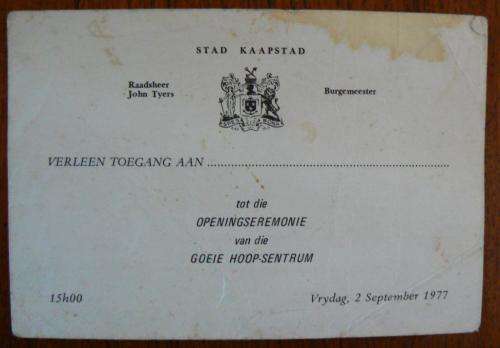 STAD KAAPSTAD
Raadsheer
John Tyers
Burgemeester
VERLEEN TOEGANG AAN ..........................................................................
tot die
OPENINGSEREMONIE
van die
GOEIE HOOP-SENTRUM
15h00
Vrydag, 2 September 1977